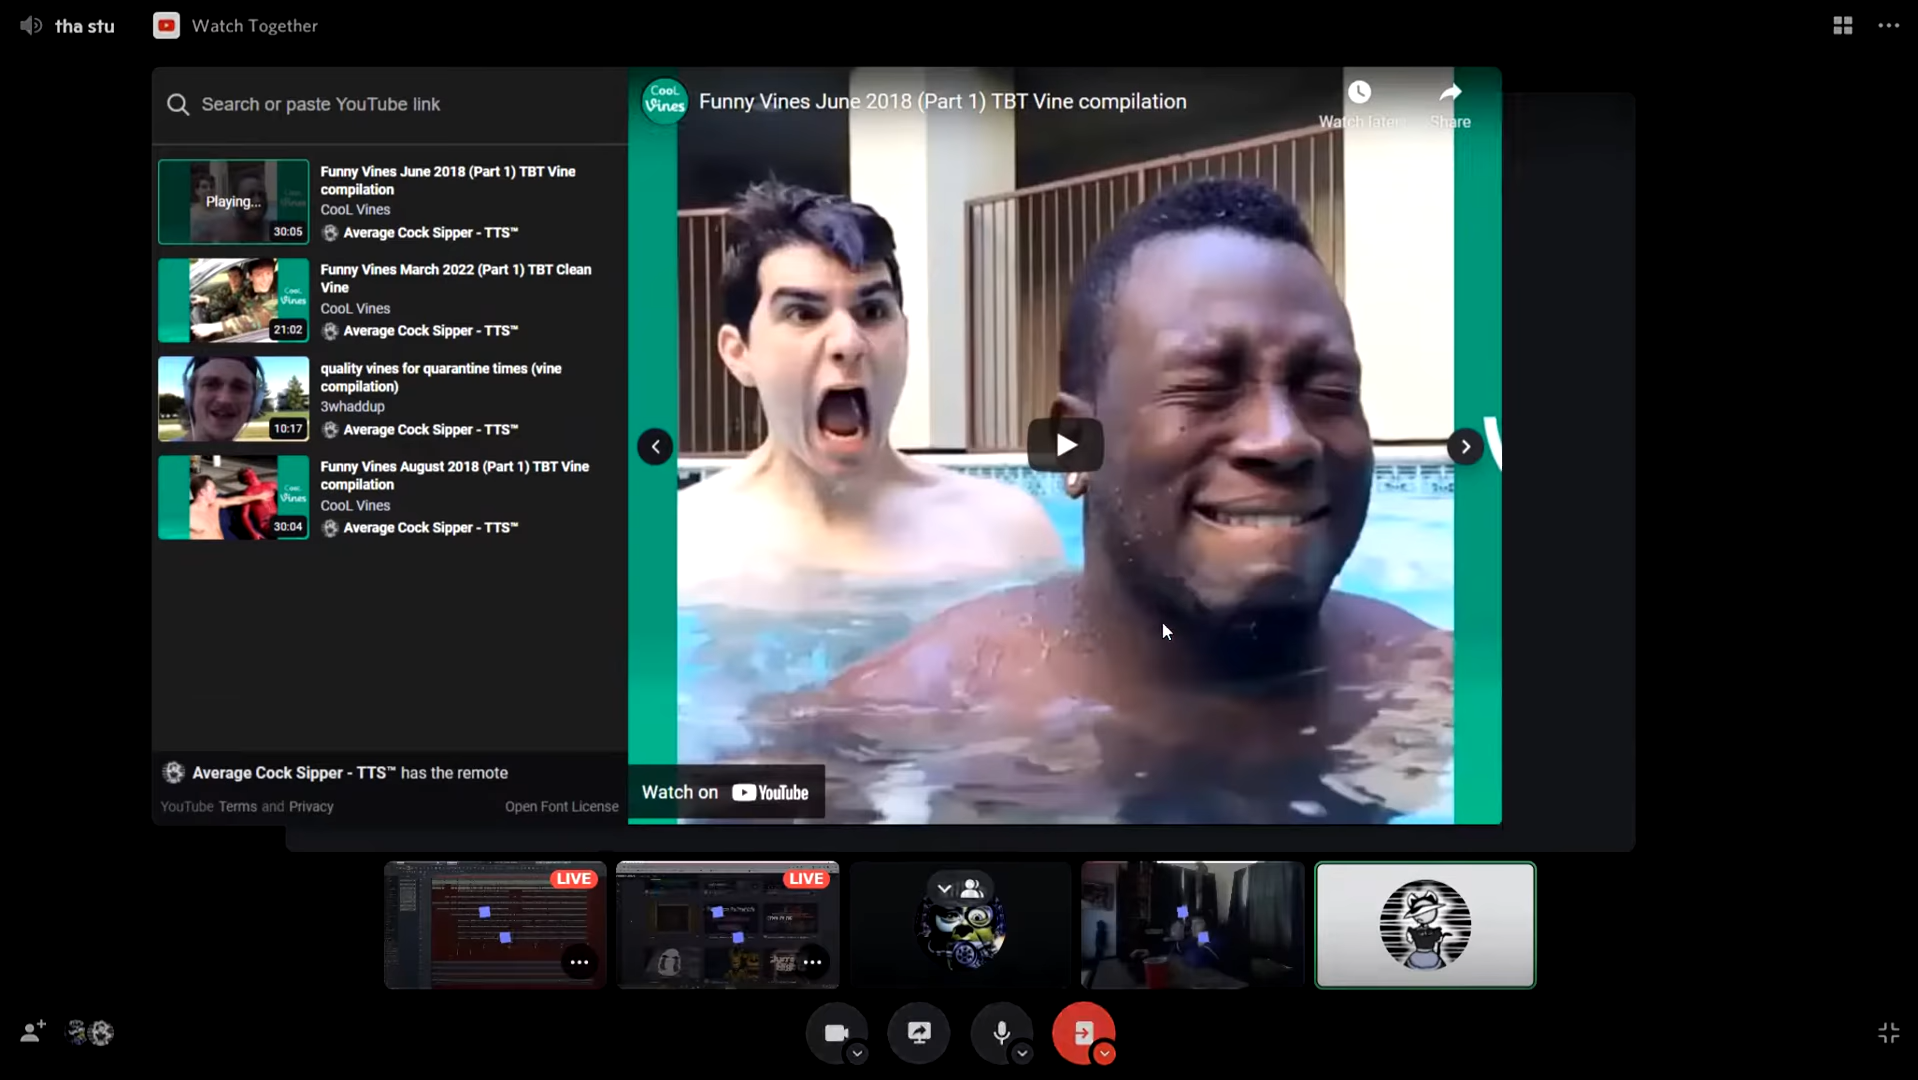 tha stu
Watch Together
Search or paste YouTube link
Playing...
30:05
Funny Vines June 2018 (Part 1) TBT Vine
compilation
CooL Vines
Average Cock Sipper - TTS™
CooL
Vines
21:02
Funny Vines March 2022 (Part 1) TBT Clean
Vine
CooL Vines
Average Cock Sipper - TTS™
10:17
quality vines for quarantine times (vine
compilation)
3whaddup
Average Cock Sipper - TTS™
CooL
Vines
30:04
Funny Vines August 2018 (Part 1) TBT Vine
compilation
CooL Vines
Average Cock Sipper - TTS™
Average Cock Sipper - TTS™ has the remote
YouTube Terms and Privacy
Open Font License
CooL
Vines
Funny Vines June 2018 (Part 1) TBT Vine compilation
Watch later
Share
Watch on YouTube
LIVE
LIVE